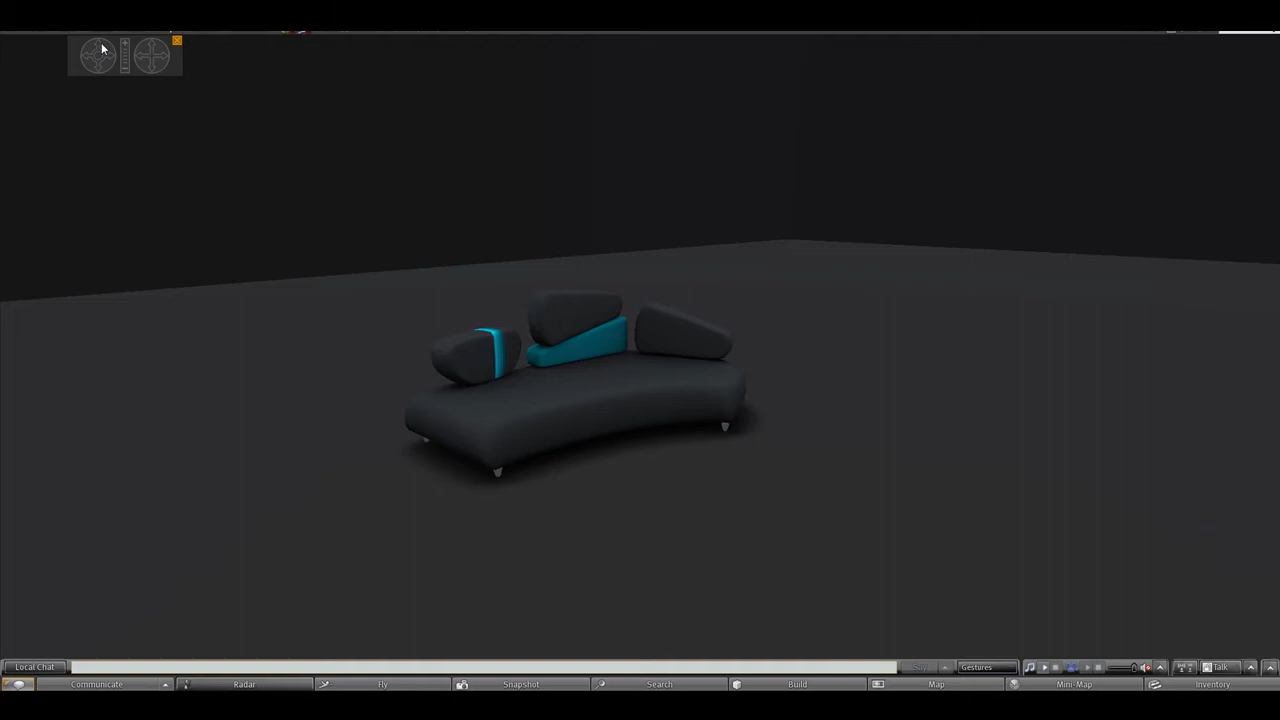 Local Chat
Say
Gestures
Talk
Communicate
Radar
Fly
Snapshot
Search
Build
Map
Mini-Map
Inventory